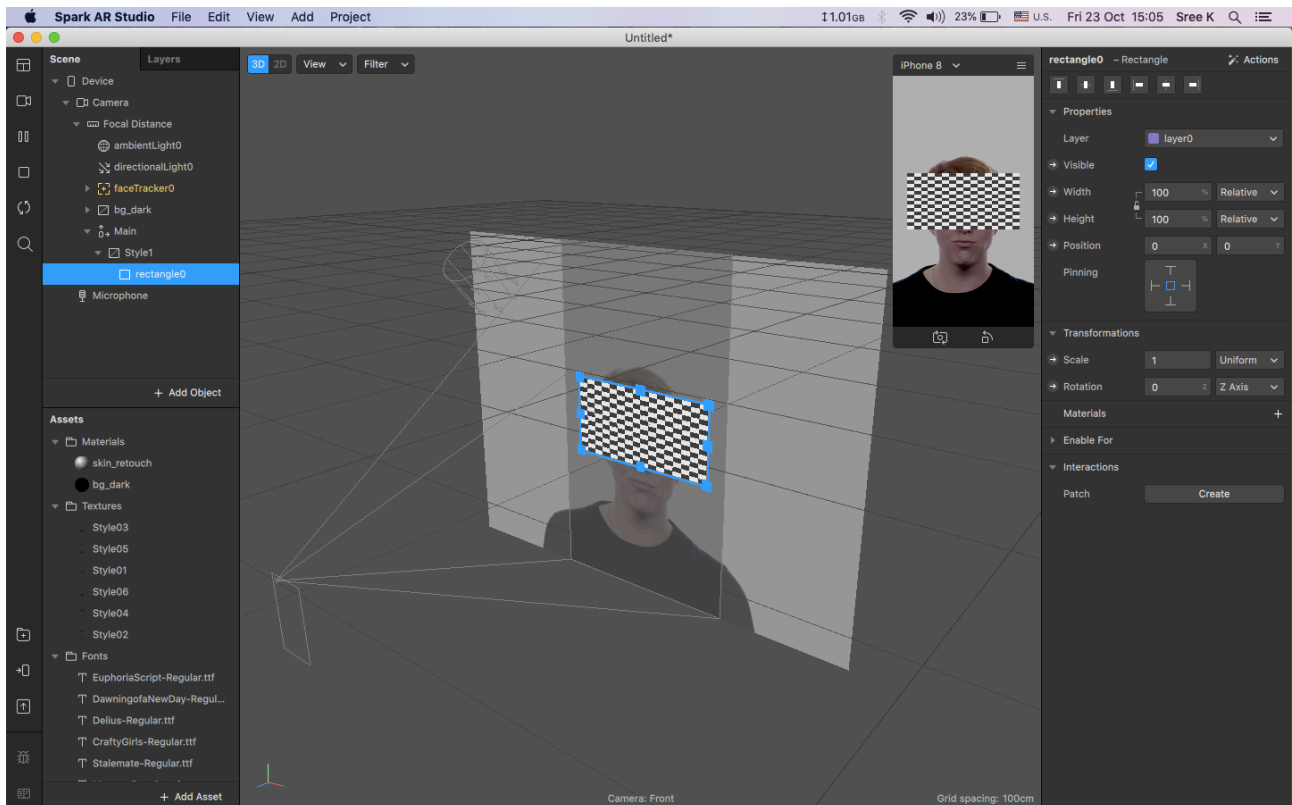 Spark AR Studio File Edit View Add Project 1.01GB 23% U.S. Fri 23 Oct 15:05 Sree K
Untitled*
Scene Layers
Device
Camera
Focal Distance
ambientLight0
directionalLight0
faceTracker0
bg_dark
Main
Style1
rectangle0
Microphone
+ Add Object
Assets
Materials
skin_retouch
bg_dark
Textures
Style03
Style05
Style01
Style06
Style04
Style02
Fonts
EuphoriaScript-Regular.ttf
DawningofaNewDay-Regul...
Delius-Regular.ttf
CraftyGirls-Regular.ttf
Stalemate-Regular.ttf
+ Add Asset
3D 2D View Filter
iPhone 8
Camera: Front
Grid spacing: 100cm
rectangle0 – Rectangle Actions
Properties
Layer layer0
Visible
Width 100 % Relative
Height 100 % Relative
Position 0 X 0 Y
Pinning
Transformations
Scale 1 Uniform
Rotation 0 Z Z Axis
Materials +
Enable For
Interactions
Patch Create